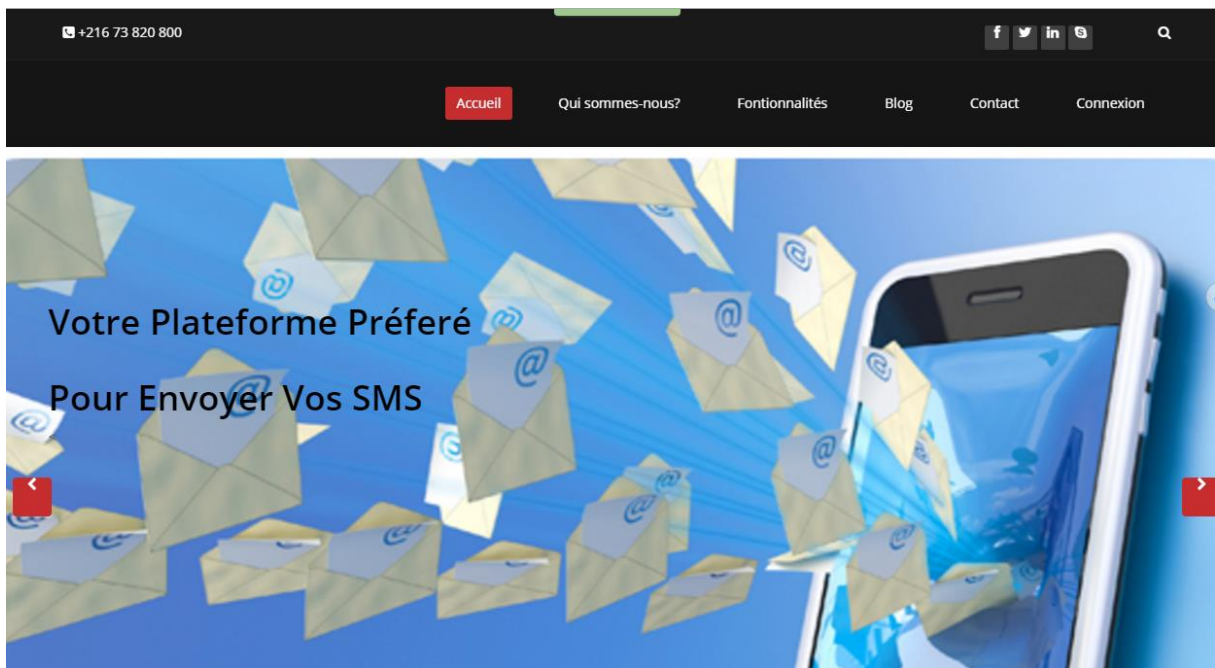 +216 73 820 800
Accueil Qui sommes-nous? Fontionnalités Blog Contact Connexion
Votre Plateforme Préferé
Pour Envoyer Vos SMS